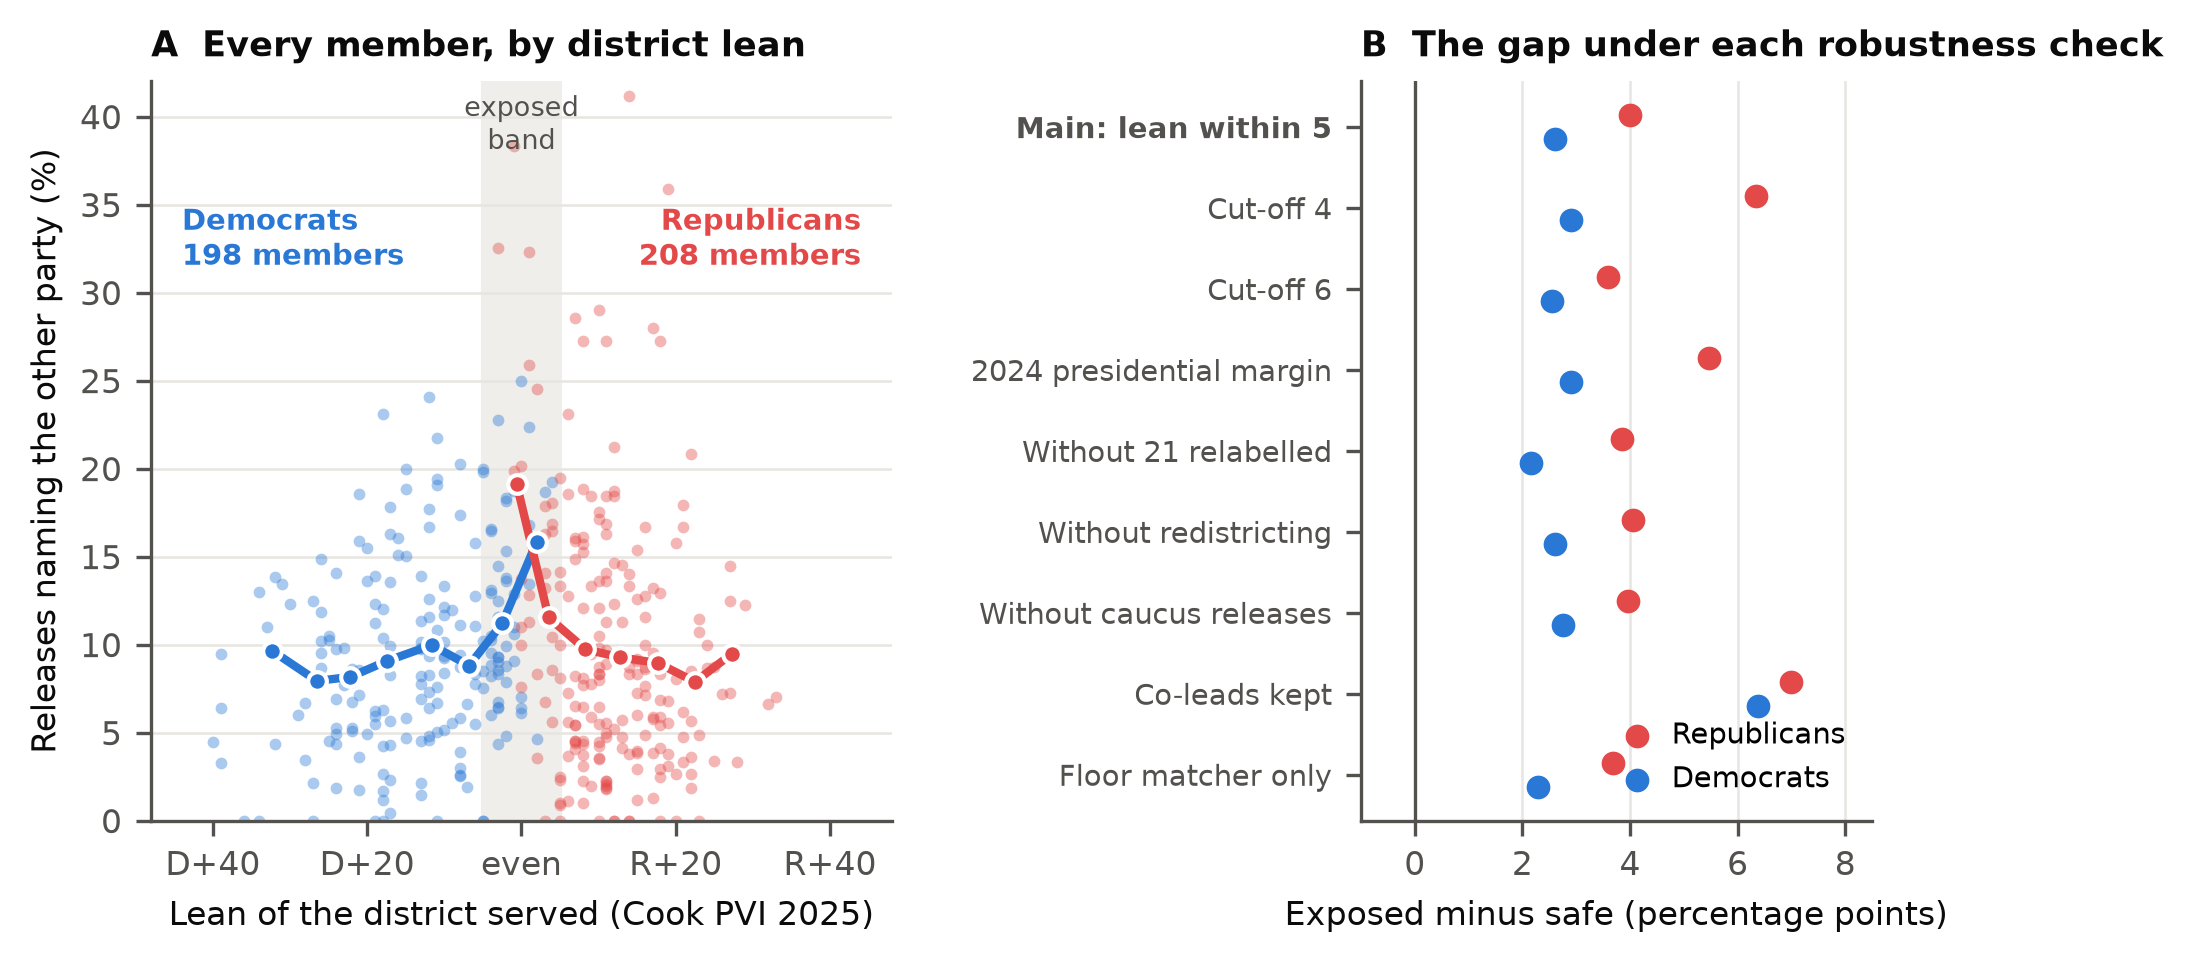 A Every member, by district lean
exposed
band
Democrats
198 members
Republicans
208 members
Releases naming the other party (%)
40
35
30
25
20
15
10
5
0
D+40 D+20 even R+20 R+40
Lean of the district served (Cook PVI 2025)
B The gap under each robustness check
Main: lean within 5
Cut-off 4
Cut-off 6
2024 presidential margin
Without 21 relabelled
Without redistricting
Without caucus releases
Co-leads kept
Floor matcher only
Republicans
Democrats
0 2 4 6 8
Exposed minus safe (percentage points)